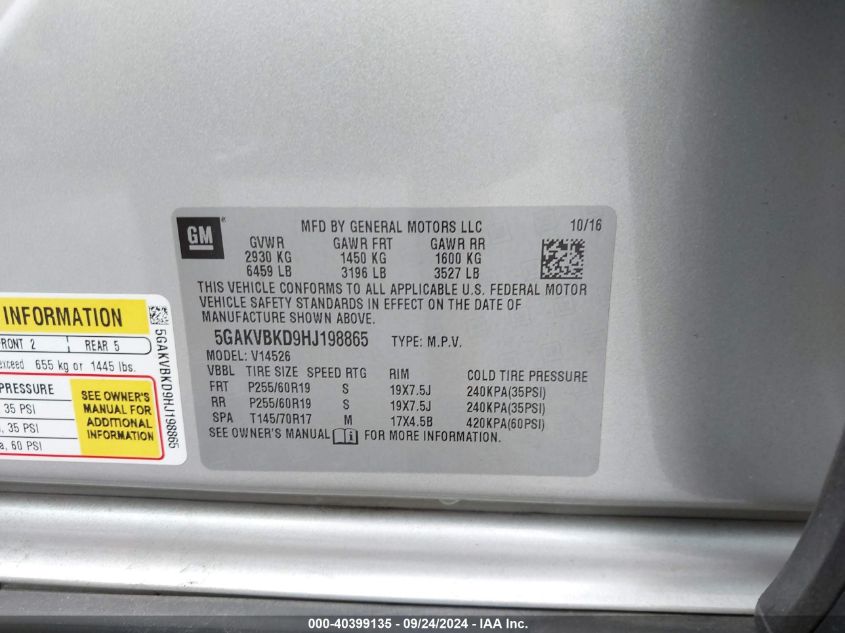 GM
MFD BY GENERAL MOTORS LLC 10/16
GVWR GAWR FRT GAWR RR
2930 KG 1450 KG 1600 KG
6459 LB 3196 LB 3527 LB
THIS VEHICLE CONFORMS TO ALL APPLICABLE U.S. FEDERAL MOTOR
VEHICLE SAFETY STANDARDS IN EFFECT ON THE DATE OF
MANUFACTURE SHOWN ABOVE.
5GAKVBKD9HJ198865 TYPE: M.P.V.
MODEL: V14526
VBBL TIRE SIZE SPEED RTG RIM COLD TIRE PRESSURE
FRT P255/60R19 S 19X7.5J 240KPA(35PSI)
RR P255/60R19 S 19X7.5J 240KPA(35PSI)
SPA T145/70R17 M 17X4.5B 420KPA(60PSI)
SEE OWNER'S MANUAL FOR MORE INFORMATION.
INFORMATION
FRONT 2 REAR 5
exceed 655 kg or 1445 lbs.
PRESSURE
, 35 PSI
, 35 PSI
, 60 PSI
SEE OWNER'S
MANUAL FOR
ADDITIONAL
INFORMATION
5GAKVBKD9HJ198865
000-40399135 - 09/24/2024 - IAA Inc.